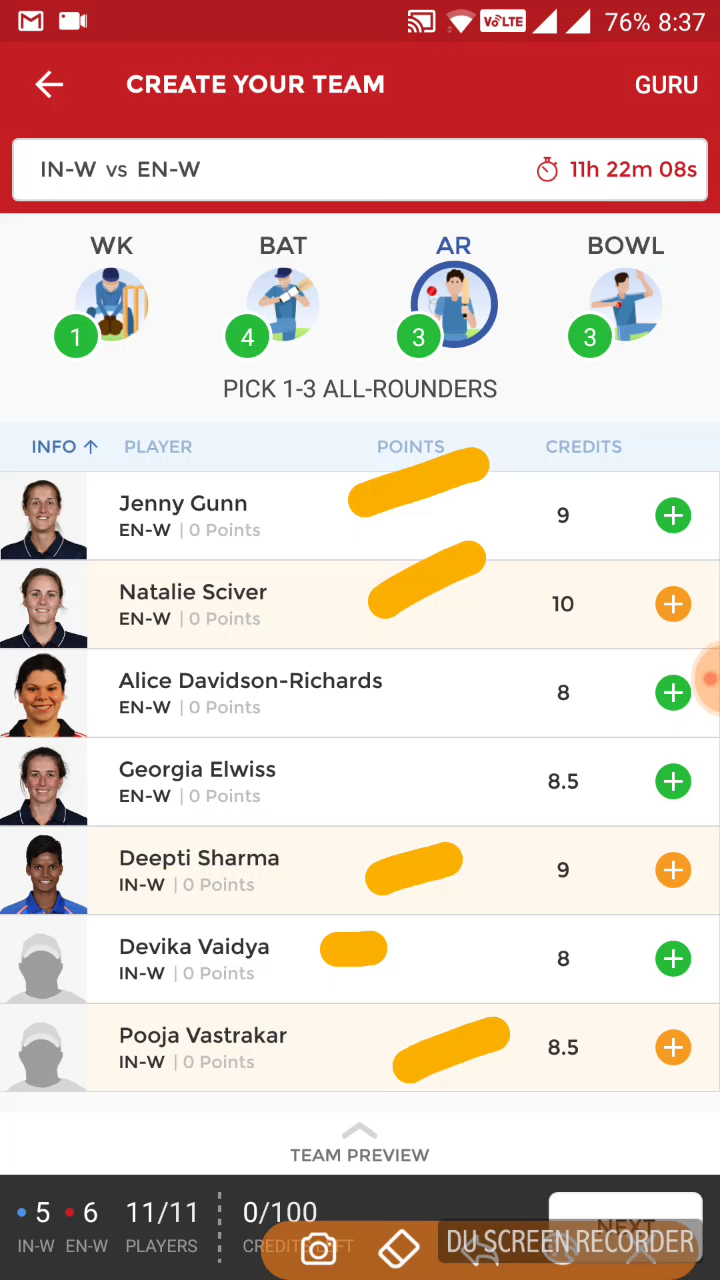 VoLTE 76% 8:37
CREATE YOUR TEAM GURU
IN-W vs EN-W 11h 22m 08s
WK BAT AR BOWL
1 4 3 3
PICK 1-3 ALL-ROUNDERS
INFO PLAYER POINTS CREDITS
Jenny Gunn
EN-W | 0 Points 9
Natalie Sciver
EN-W | 0 Points 10
Alice Davidson-Richards
EN-W | 0 Points 8
Georgia Elwiss
EN-W | 0 Points 8.5
Deepti Sharma
IN-W | 0 Points 9
Devika Vaidya
IN-W | 0 Points 8
Pooja Vastrakar
IN-W | 0 Points 8.5
TEAM PREVIEW
5 6 11/11 0/100
IN-W EN-W PLAYERS CREDITS LEFT
NEXT
DU SCREEN RECORDER